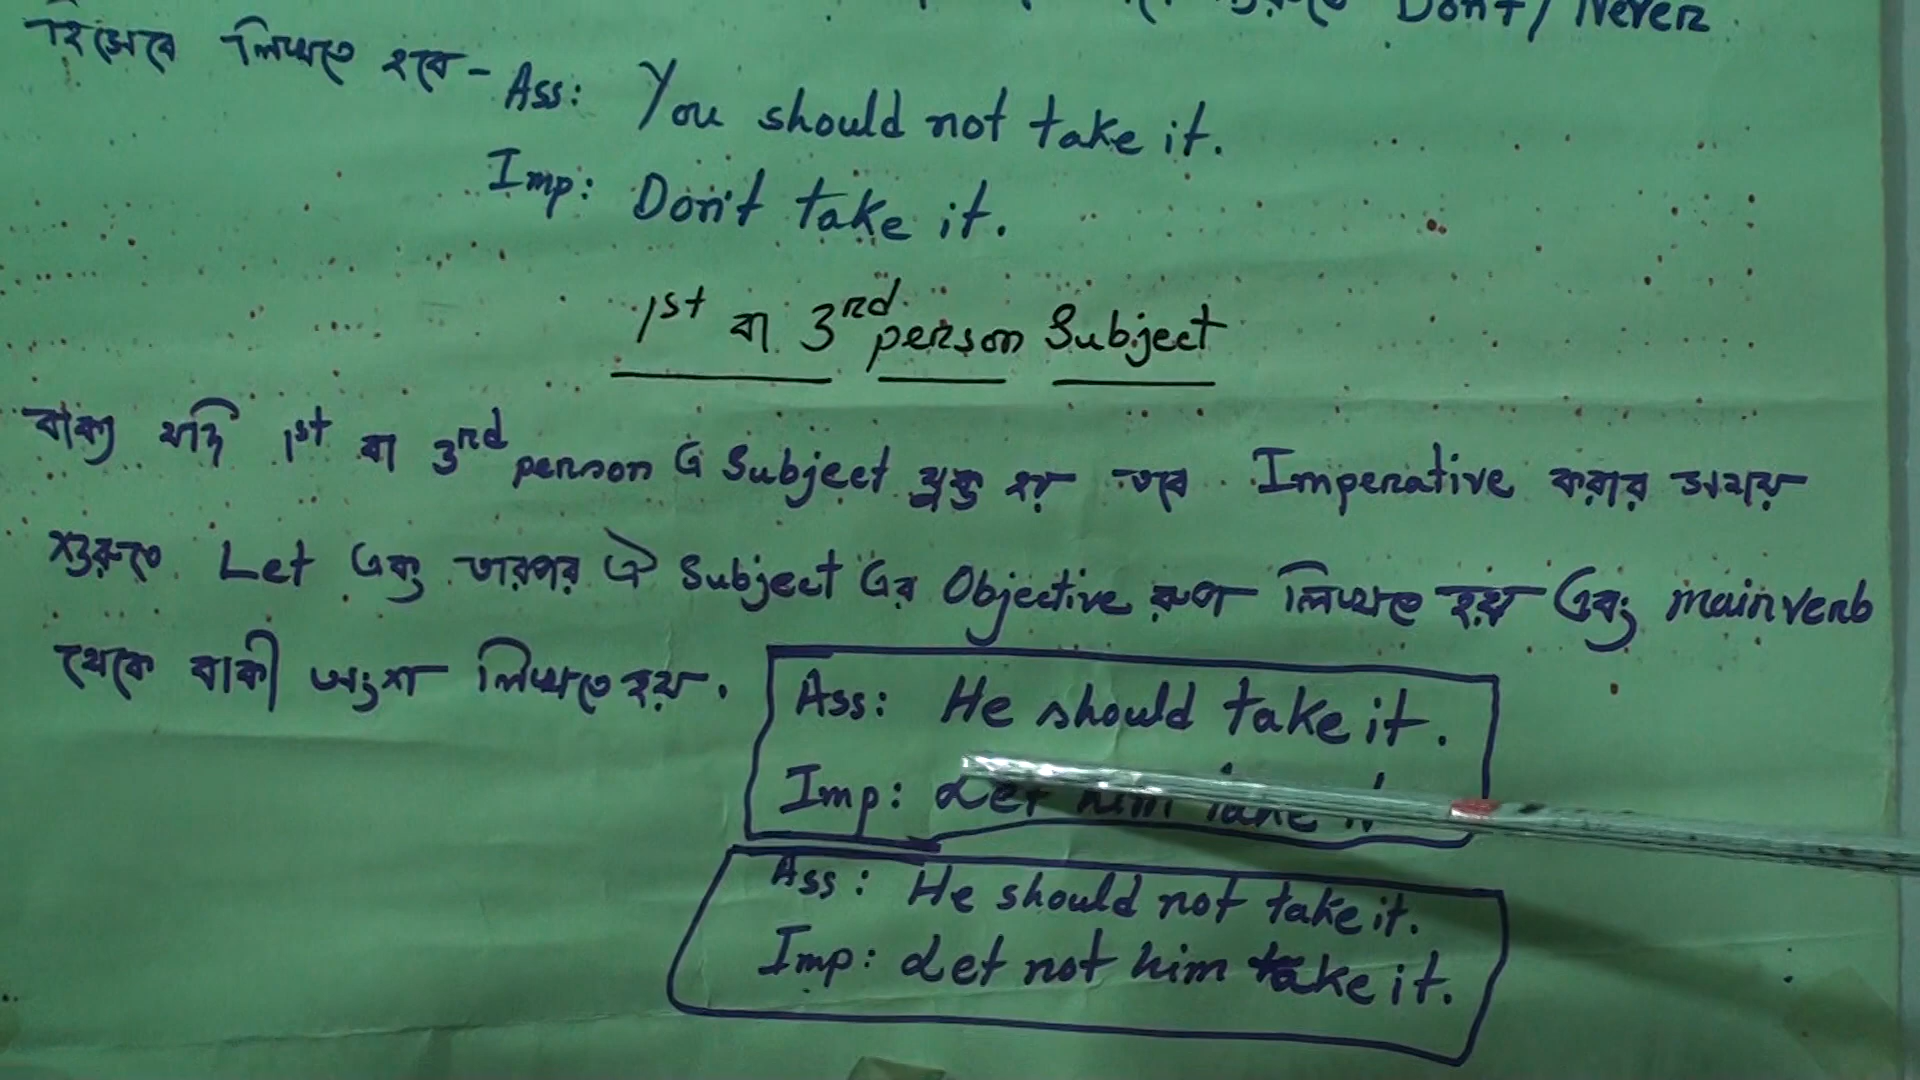 শুরুতে Don't/Never
হিসেবে লিখতে হবে-
Ass: You should not take it.
Imp: Don't take it.
1st বা 3rd person Subject
বাক্য যদি 1st বা 3rd person এ Subject যুক্ত হয় তবে Imperative করার সময়
শুরুতে Let এবং তারপর ঐ Subject এর Objective রুপ লিখতে হয় এবং main verb
থেকে বাকী অংশ লিখতে হয়.
Ass: He should take it.
Imp: Let him take it
Ass: He should not take it.
Imp: Let not him take it.